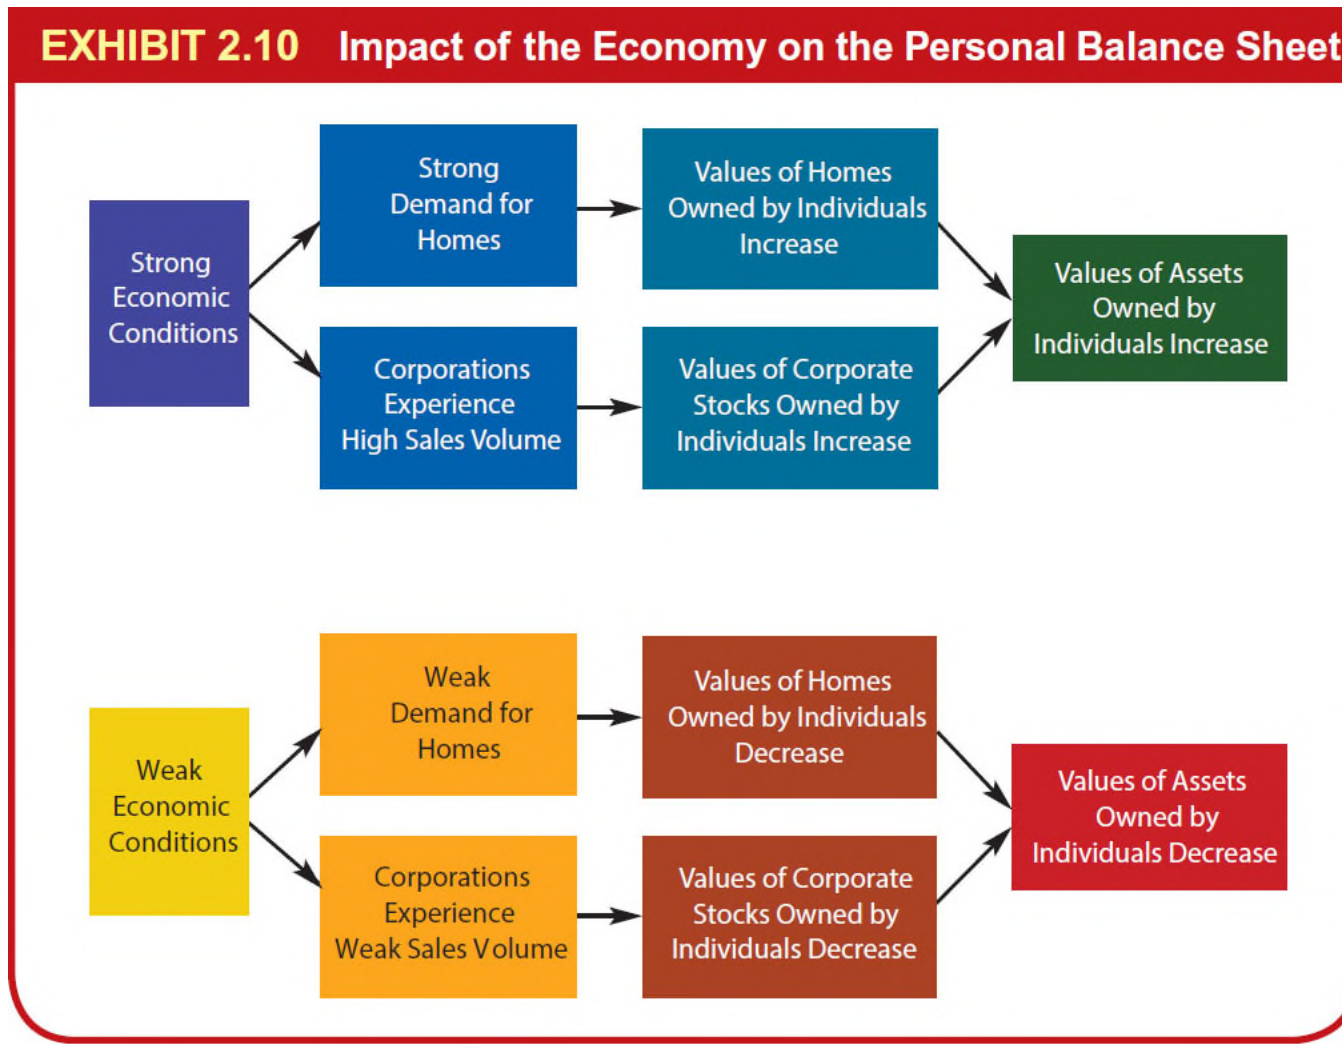 EXHIBIT 2.10 Impact of the Economy on the Personal Balance Sheet
Strong
Economic
Conditions
Strong
Demand for
Homes
Values of Homes
Owned by Individuals
Increase
Corporations
Experience
High Sales Volume
Values of Corporate
Stocks Owned by
Individuals Increase
Values of Assets
Owned by
Individuals Increase
Weak
Economic
Conditions
Weak
Demand for
Homes
Values of Homes
Owned by Individuals
Decrease
Corporations
Experience
Weak Sales Volume
Values of Corporate
Stocks Owned by
Individuals Decrease
Values of Assets
Owned by
Individuals Decrease